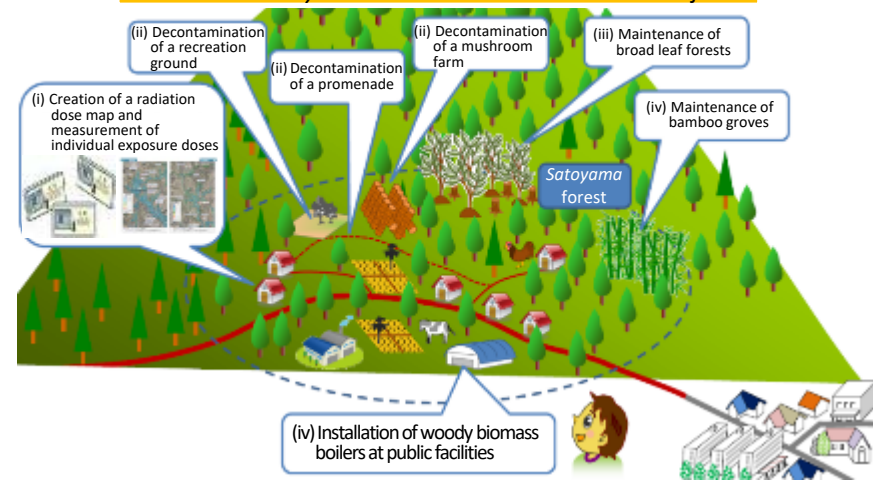 (ii) Decontamination
of a recreation
ground
(ii) Decontamination
of a promenade
(ii) Decontamination
of a mushroom
farm
(iii) Maintenance of
broad leaf forests
(iv) Maintenance of
bamboo groves
(i) Creation of a radiation
dose map and
measurement of
individual exposure doses
Satoyama
forest
(iv) Installation of woody biomass
boilers at public facilities